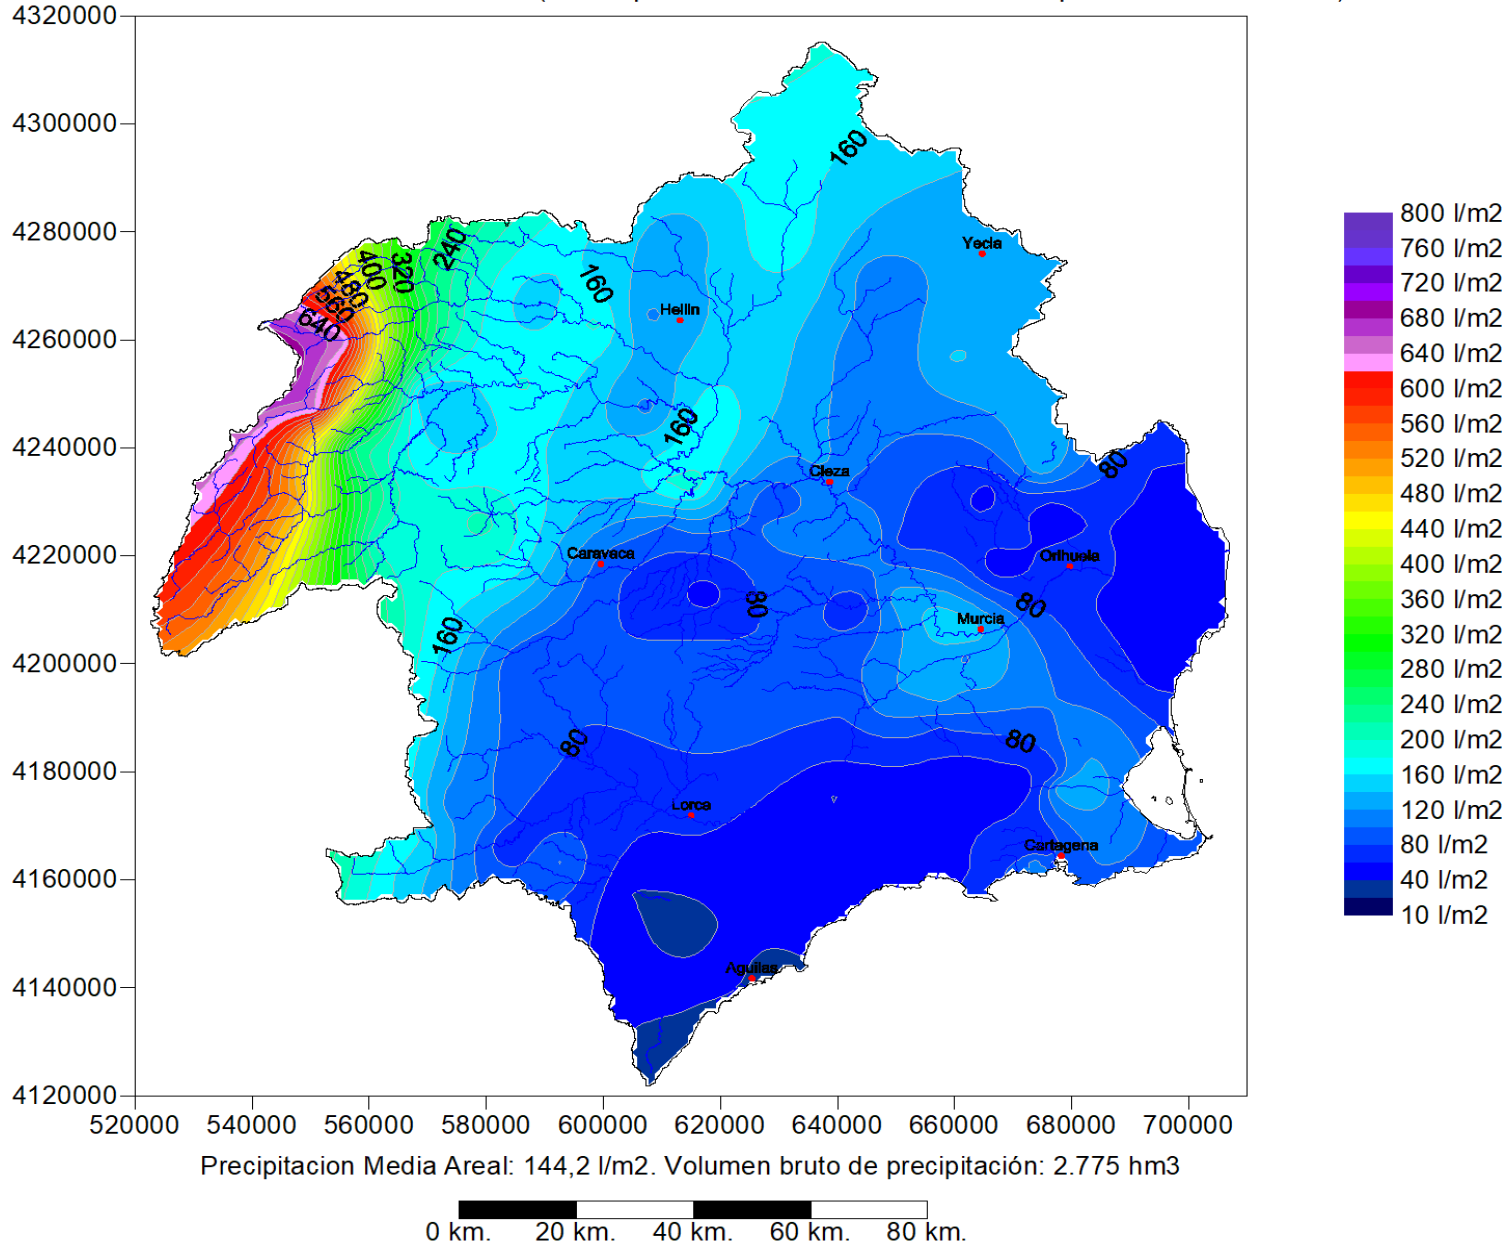 4320000
4300000
4280000
4260000
4240000
4220000
4200000
4180000
4160000
4140000
4120000
520000 540000 560000 580000 600000 620000 640000 660000 680000 700000
160
240
320
400
480
560
640
160
160
160
80
80
80
80
80
Yecla
Hellin
Cieza
Caravaca
Orihuela
Murcia
Lorca
Cartagena
Aguilas
800 l/m2
760 l/m2
720 l/m2
680 l/m2
640 l/m2
600 l/m2
560 l/m2
520 l/m2
480 l/m2
440 l/m2
400 l/m2
360 l/m2
320 l/m2
280 l/m2
240 l/m2
200 l/m2
160 l/m2
120 l/m2
80 l/m2
40 l/m2
10 l/m2
Precipitacion Media Areal: 144,2 l/m2. Volumen bruto de precipitación: 2.775 hm3
0 km. 20 km. 40 km. 60 km. 80 km.